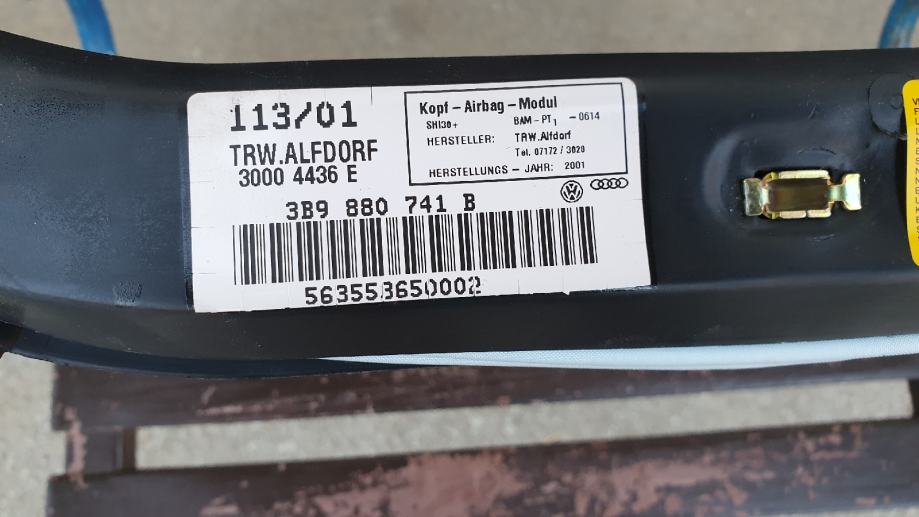 113/01
TRW.ALFDORF
3000 4436 E
Kopf - Airbag - Modul
SHI30+ BAM - PT1 - 0614
HERSTELLER: TRW.Alfdorf
Tel. 07172 / 3020
HERSTELLUNGS - JAHR: 2001
3B9 880 741 B
563553650002